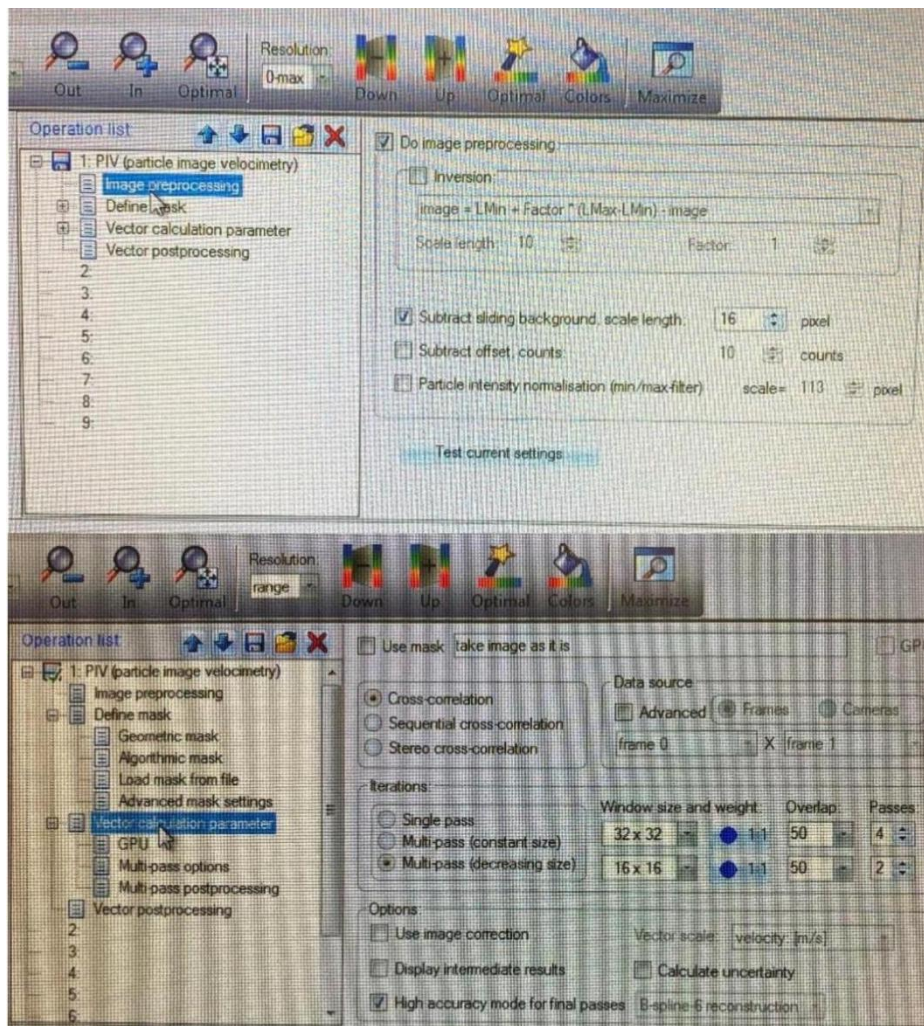 Resolution:
Out In Optimal 0-max Down Up Optimal Colors Maximize
Operation list
1: PIV (particle image velocimetry)
Image preprocessing
Define mask
Vector calculation parameter
Vector postprocessing
2:
3:
4:
5:
6:
7:
8:
9:
Do image preprocessing
Inversion:
image = LMin + Factor * (LMax-LMin) - image
Scale length: 10 Factor: 1
Subtract sliding background, scale length: 16 pixel
Subtract offset, counts: 10 counts
Particle intensity normalisation (min/max-filter) scale= 113 pixel
Test current settings
Resolution:
Out In Optimal range Down Up Optimal Colors Maximize
Operation list
1: PIV (particle image velocimetry)
Image preprocessing
Define mask
Geometric mask
Algorithmic mask
Load mask from file
Advanced mask settings
Vector calculation parameter
GPU
Multi-pass options
Multi-pass postprocessing
Vector postprocessing
2:
3:
4:
5:
6:
Use mask take image as it is GP
Cross-correlation
Sequential cross-correlation
Stereo cross-correlation
Data source
Advanced Frames Cameras
frame 0 X frame 1
Iterations:
Single pass
Multi-pass (constant size)
Multi-pass (decreasing size)
Window size and weight: Overlap: Passes
32 x 32 1:1 50 4
16 x 16 1:1 50 2
Options:
Use image correction Vector scale: velocity [m/s]
Display intermediate results Calculate uncertainty
High accuracy mode for final passes B-spline-6 reconstruction